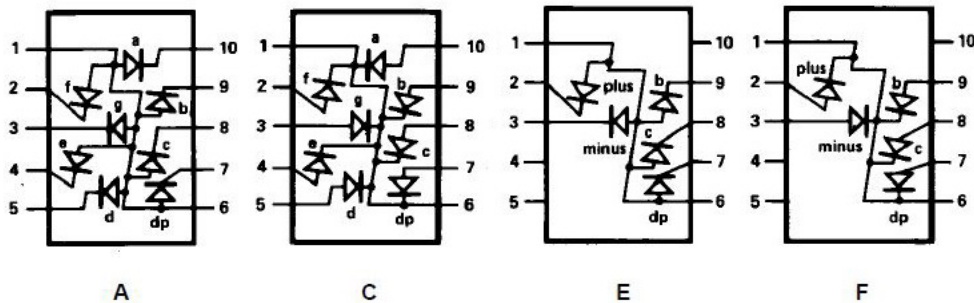 1 a 10
f
2 9
g b
3 8
e c
4 7
5 d dp 6
A
1 a 10
f
2 9
g b
3 8
e c
4 7
5 d dp 6
C
1 10
plus
2 b 9
3 8
minus c
4 7
5 dp 6
E
1 10
plus
2 b 9
3 8
minus c
4 7
5 dp 6
F